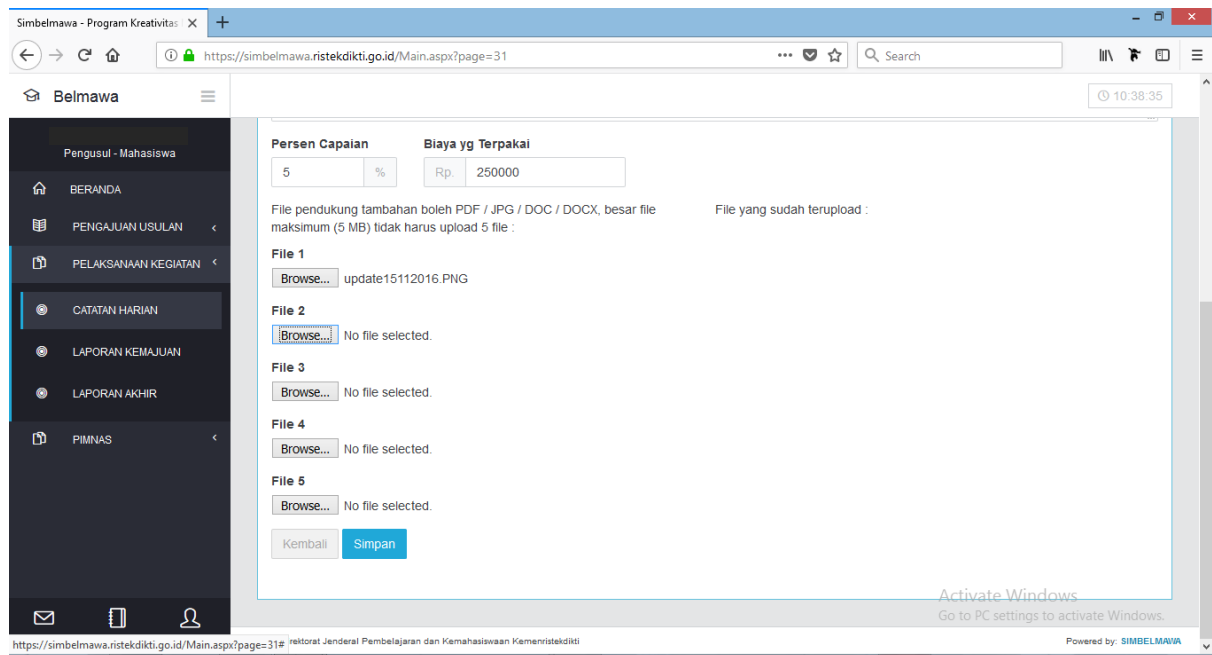 Simbelmawa - Program Kreativitas
https://simbelmawa.ristekdikti.go.id/Main.aspx?page=31
Search
Belmawa
10:38:35
Pengusul - Mahasiswa
BERANDA
PENGAJUAN USULAN
PELAKSANAAN KEGIATAN
CATATAN HARIAN
LAPORAN KEMAJUAN
LAPORAN AKHIR
PIMNAS
Persen Capaian
Biaya yg Terpakai
5 %
Rp. 250000
File pendukung tambahan boleh PDF / JPG / DOC / DOCX, besar file
maksimum (5 MB) tidak harus upload 5 file :
File yang sudah terupload :
File 1
Browse... update15112016.PNG
File 2
Browse... No file selected.
File 3
Browse... No file selected.
File 4
Browse... No file selected.
File 5
Browse... No file selected.
Kembali Simpan
Activate Windows
Go to PC settings to activate Windows.
https://simbelmawa.ristekdikti.go.id/Main.aspx?page=31#
rektorat Jenderal Pembelajaran dan Kemahasiswaan Kemenristekdikti
Powered by: SIMBELMAWA